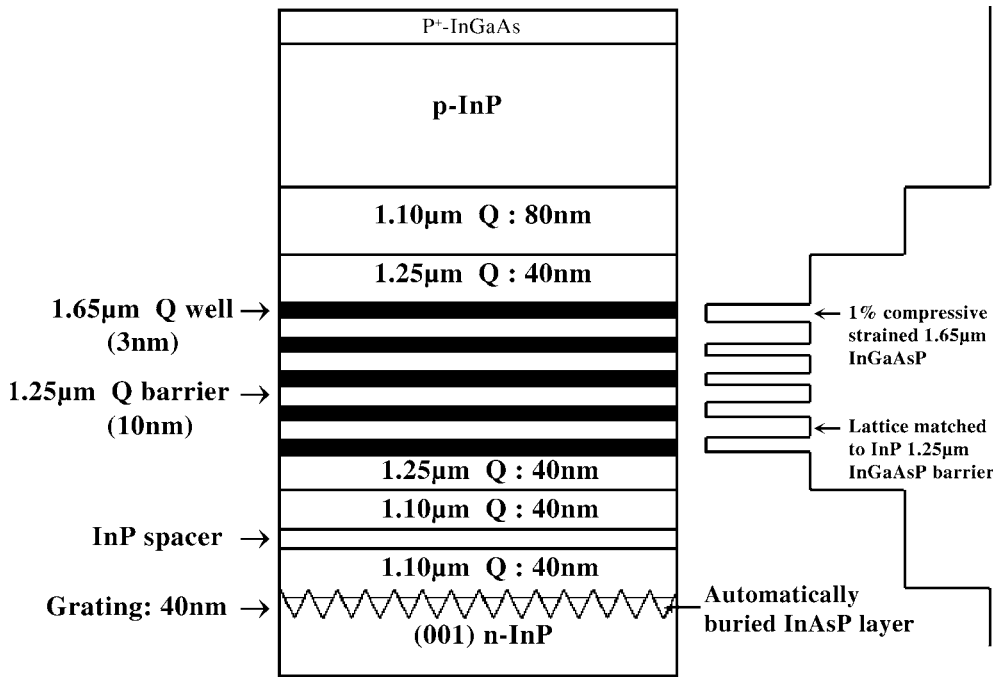 P⁺-InGaAs
p-InP
1.10µm Q : 80nm
1.25µm Q : 40nm
1.65µm Q well
(3nm)
1% compressive
strained 1.65µm
InGaAsP
1.25µm Q barrier
(10nm)
Lattice matched
to InP 1.25µm
InGaAsP barrier
1.25µm Q : 40nm
1.10µm Q : 40nm
InP spacer
1.10µm Q : 40nm
Grating: 40nm
Automatically
buried InAsP layer
(001) n-InP